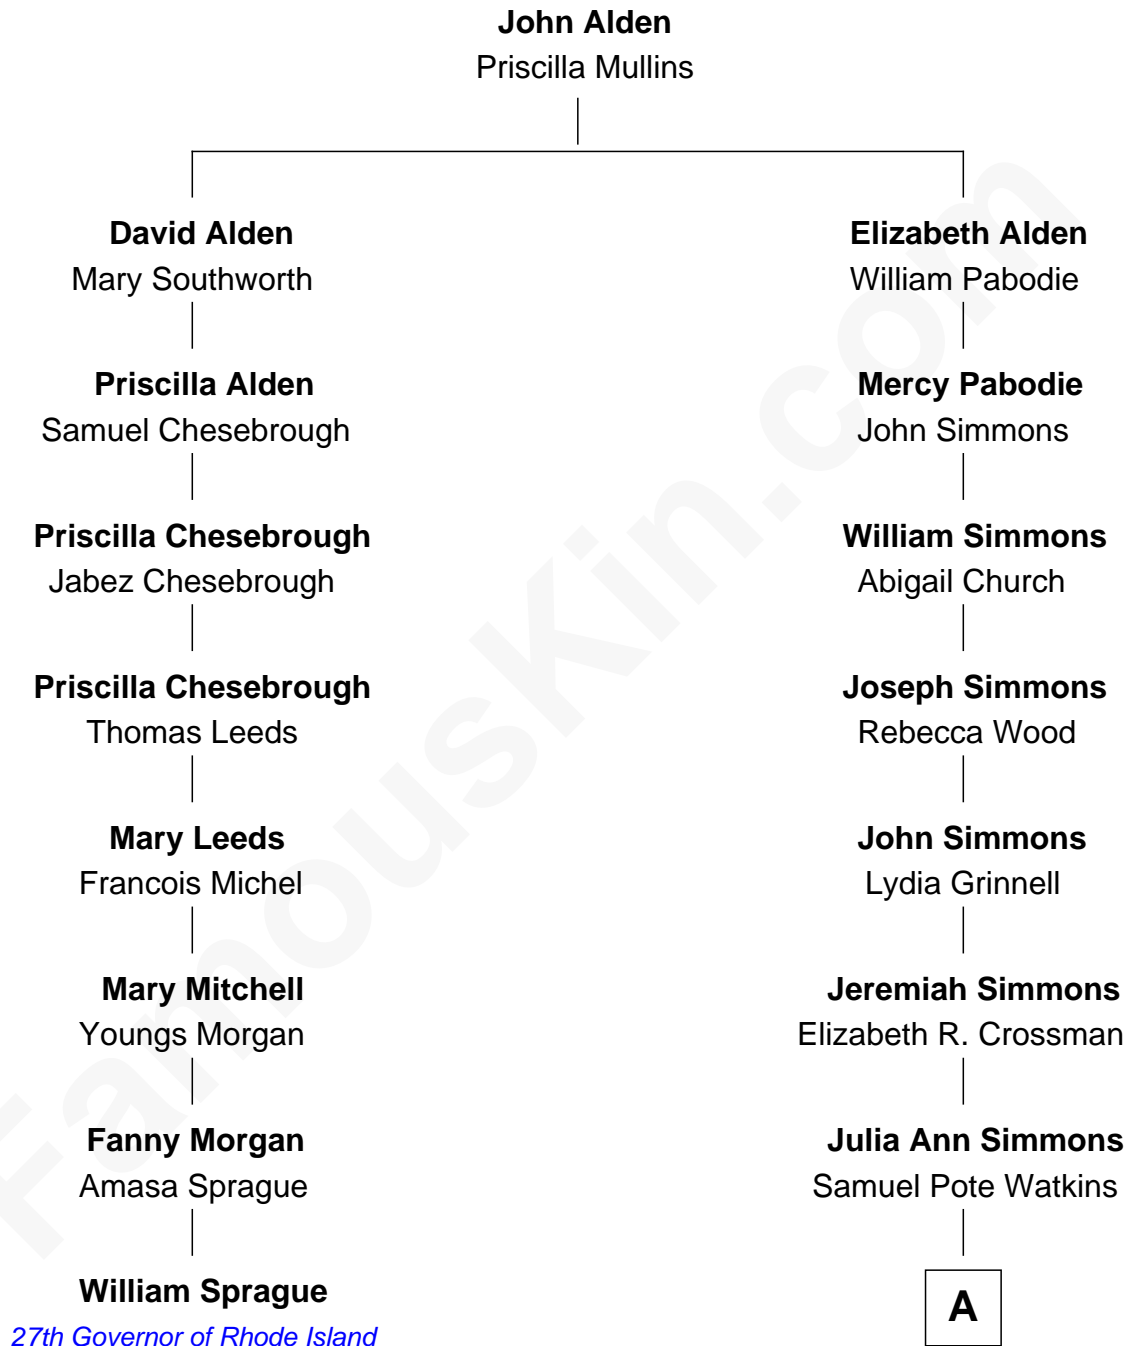 John Alden
Priscilla Mullins
David Alden
Mary Southworth
Elizabeth Alden
William Pabodie
Priscilla Alden
Samuel Chesebrough
Mercy Pabodie
John Simmons
Priscilla Chesebrough
Jabez Chesebrough
William Simmons
Abigail Church
Priscilla Chesebrough
Thomas Leeds
Joseph Simmons
Rebecca Wood
Mary Leeds
Francois Michel
John Simmons
Lydia Grinnell
Mary Mitchell
Youngs Morgan
Jeremiah Simmons
Elizabeth R. Crossman
Fanny Morgan
Amasa Sprague
Julia Ann Simmons
Samuel Pote Watkins
William Sprague
27th Governor of Rhode Island
A
FamousKin.com